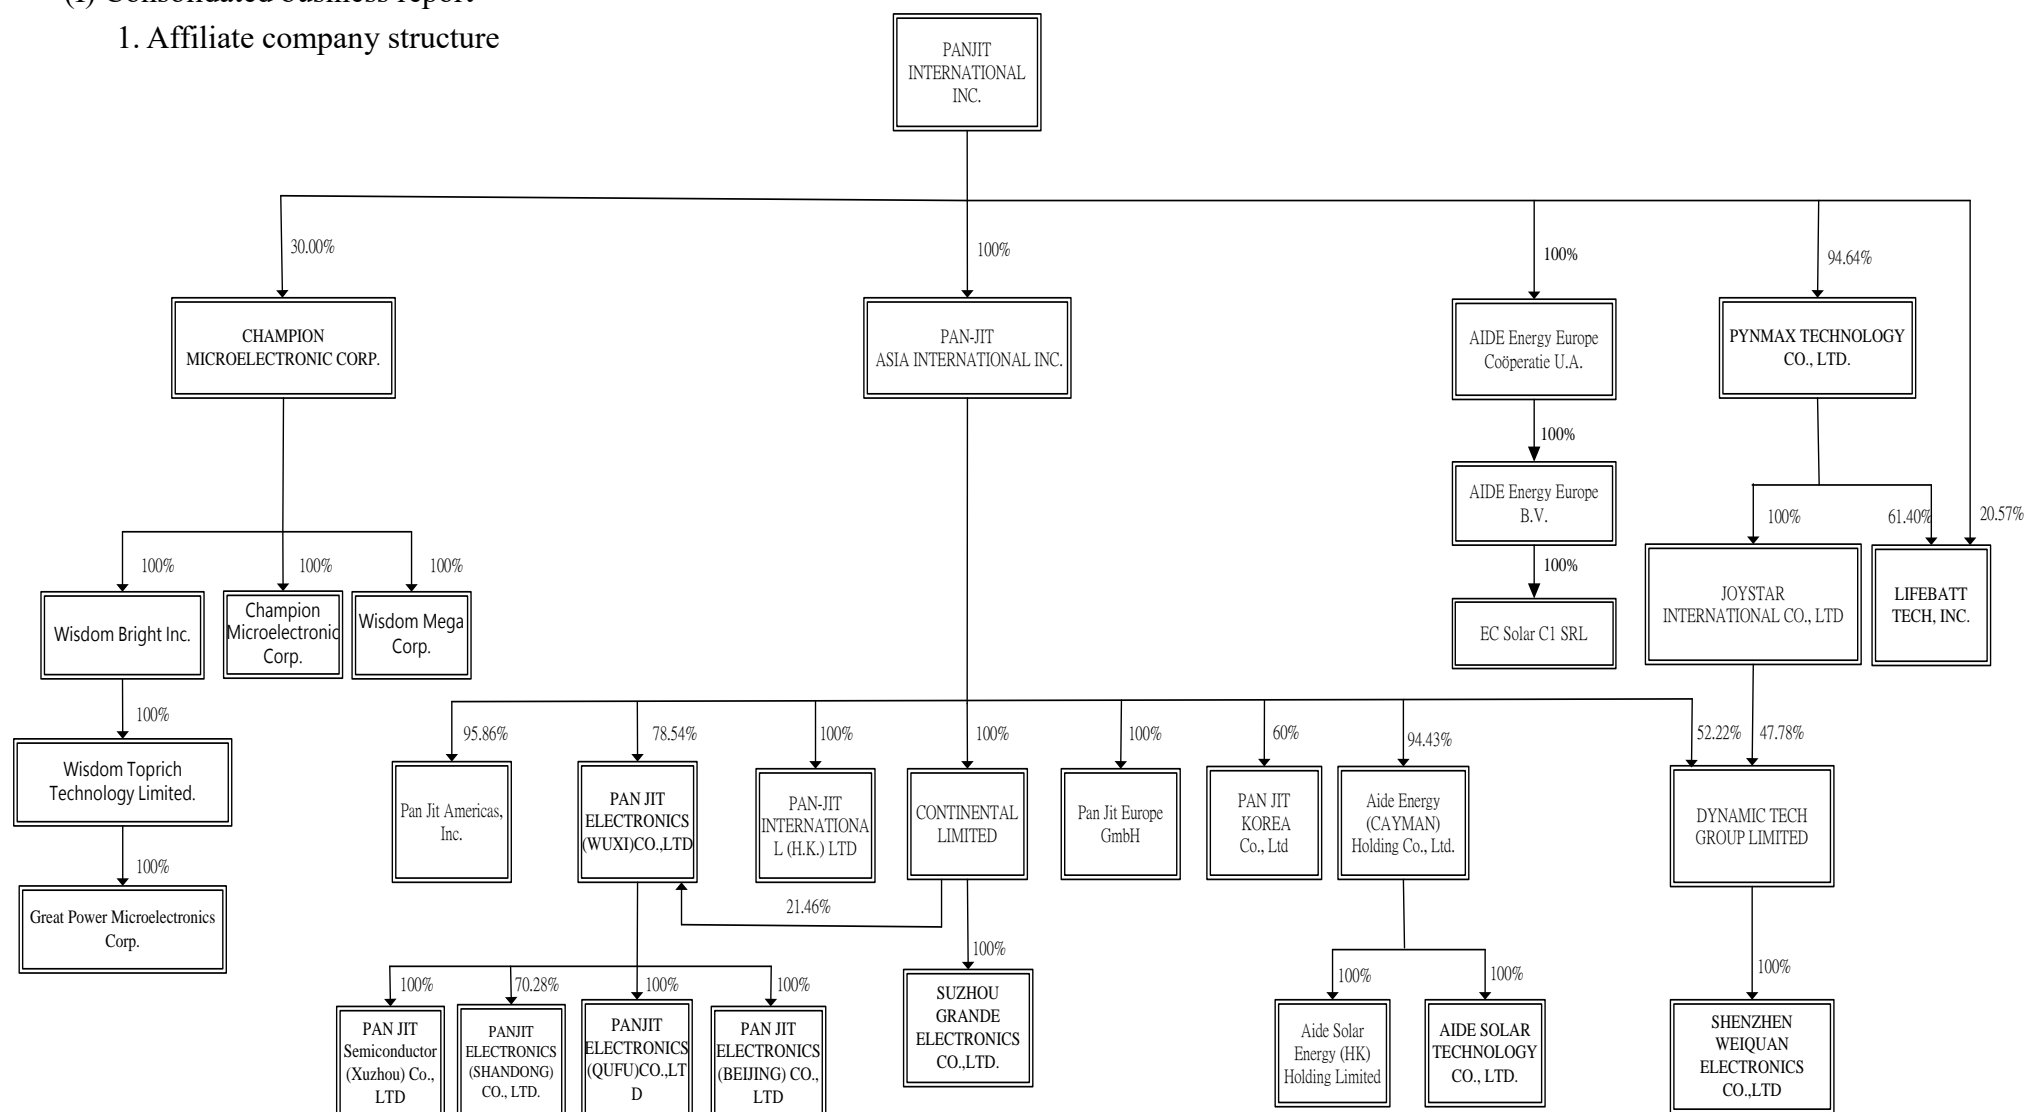 (I) Consolidated business report
1. Affiliate company structure
PANJIT
INTERNATIONAL
INC.
30.00%
100%
100%
94.64%
CHAMPION
MICROELECTRONIC CORP.
PAN-JIT
ASIA INTERNATIONAL INC.
AIDE Energy Europe
Coöperatie U.A.
PYNMAX TECHNOLOGY
CO., LTD.
100%
AIDE Energy Europe
B.V.
100%
61.40%
20.57%
100%
100%
100%
100%
Wisdom Bright Inc.
Champion
Microelectronic
Corp.
Wisdom Mega
Corp.
EC Solar C1 SRL
JOYSTAR
INTERNATIONAL CO., LTD
LIFEBATT
TECH, INC.
100%
95.86%
78.54%
100%
100%
100%
60%
94.43%
52.22%
47.78%
Wisdom Toprich
Technology Limited.
Pan Jit Americas,
Inc.
PAN JIT
ELECTRONICS
(WUXI)CO.,LTD
PAN-JIT
INTERNATIONA
L (H.K.) LTD
CONTINENTAL
LIMITED
Pan Jit Europe
GmbH
PAN JIT
KOREA
Co., Ltd
Aide Energy
(CAYMAN)
Holding Co., Ltd.
DYNAMIC TECH
GROUP LIMITED
100%
21.46%
Great Power Microelectronics
Corp.
100%
100%
70.28%
100%
100%
100%
100%
100%
PAN JIT
Semiconductor
(Xuzhou) Co.,
LTD
PANJIT
ELECTRONICS
(SHANDONG)
CO., LTD.
PANJIT
ELECTRONICS
(QUFU)CO.,LT
D
PAN JIT
ELECTRONICS
(BEIJING) CO.,
LTD
SUZHOU
GRANDE
ELECTRONICS
CO.,LTD.
Aide Solar
Energy (HK)
Holding Limited
AIDE SOLAR
TECHNOLOGY
CO., LTD.
SHENZHEN
WEIQUAN
ELECTRONICS
CO.,LTD